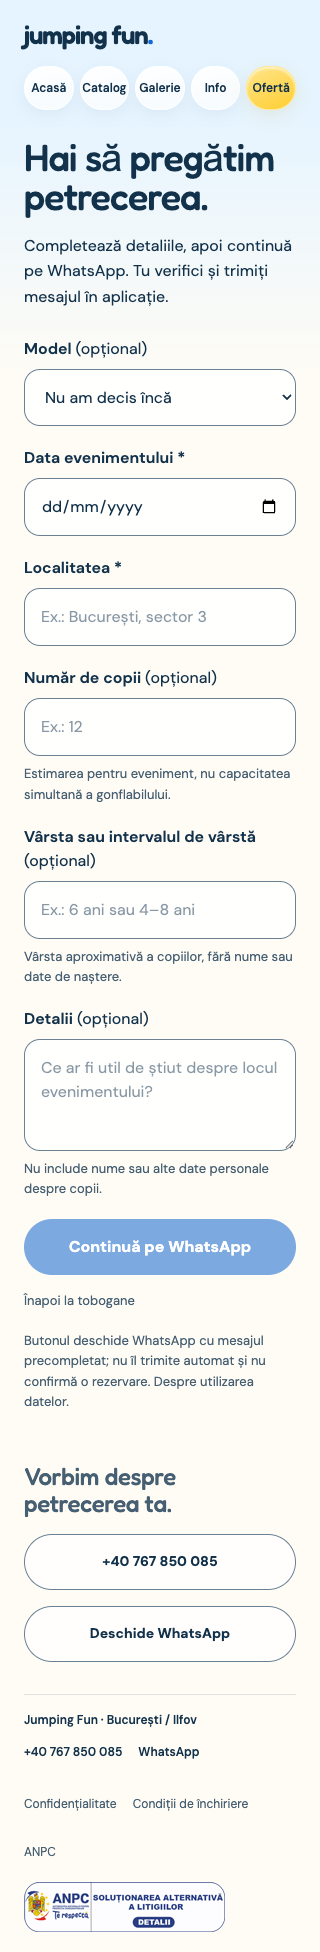 jumping fun.
Acasă Catalog Galerie Info Ofertă
Hai să pregătim
petrecerea.
Completează detaliile, apoi continuă
pe WhatsApp. Tu verifici și trimiți
mesajul în aplicație.
Model (opțional)
Nu am decis încă
Data evenimentului *
dd/mm/yyyy
Localitatea *
Ex.: București, sector 3
Număr de copii (opțional)
Ex.: 12
Estimarea pentru eveniment, nu capacitatea
simultană a gonflabilului.
Vârsta sau intervalul de vârstă
(opțional)
Ex.: 6 ani sau 4–8 ani
Vârsta aproximativă a copiilor, fără nume sau
date de naștere.
Detalii (opțional)
Ce ar fi util de știut despre locul
evenimentului?
Nu include nume sau alte date personale
despre copii.
Continuă pe WhatsApp
Înapoi la tobogane
Butonul deschide WhatsApp cu mesajul
precompletat; nu îl trimite automat și nu
confirmă o rezervare. Despre utilizarea
datelor.
Vorbim despre
petrecerea ta.
+40 767 850 085
Deschide WhatsApp
Jumping Fun · București / Ilfov
+40 767 850 085 WhatsApp
Confidențialitate Condiții de închiriere
ANPC
ANPC
Te respectă
SOLUȚIONAREA ALTERNATIVĂ
A LITIGIILOR
DETALII